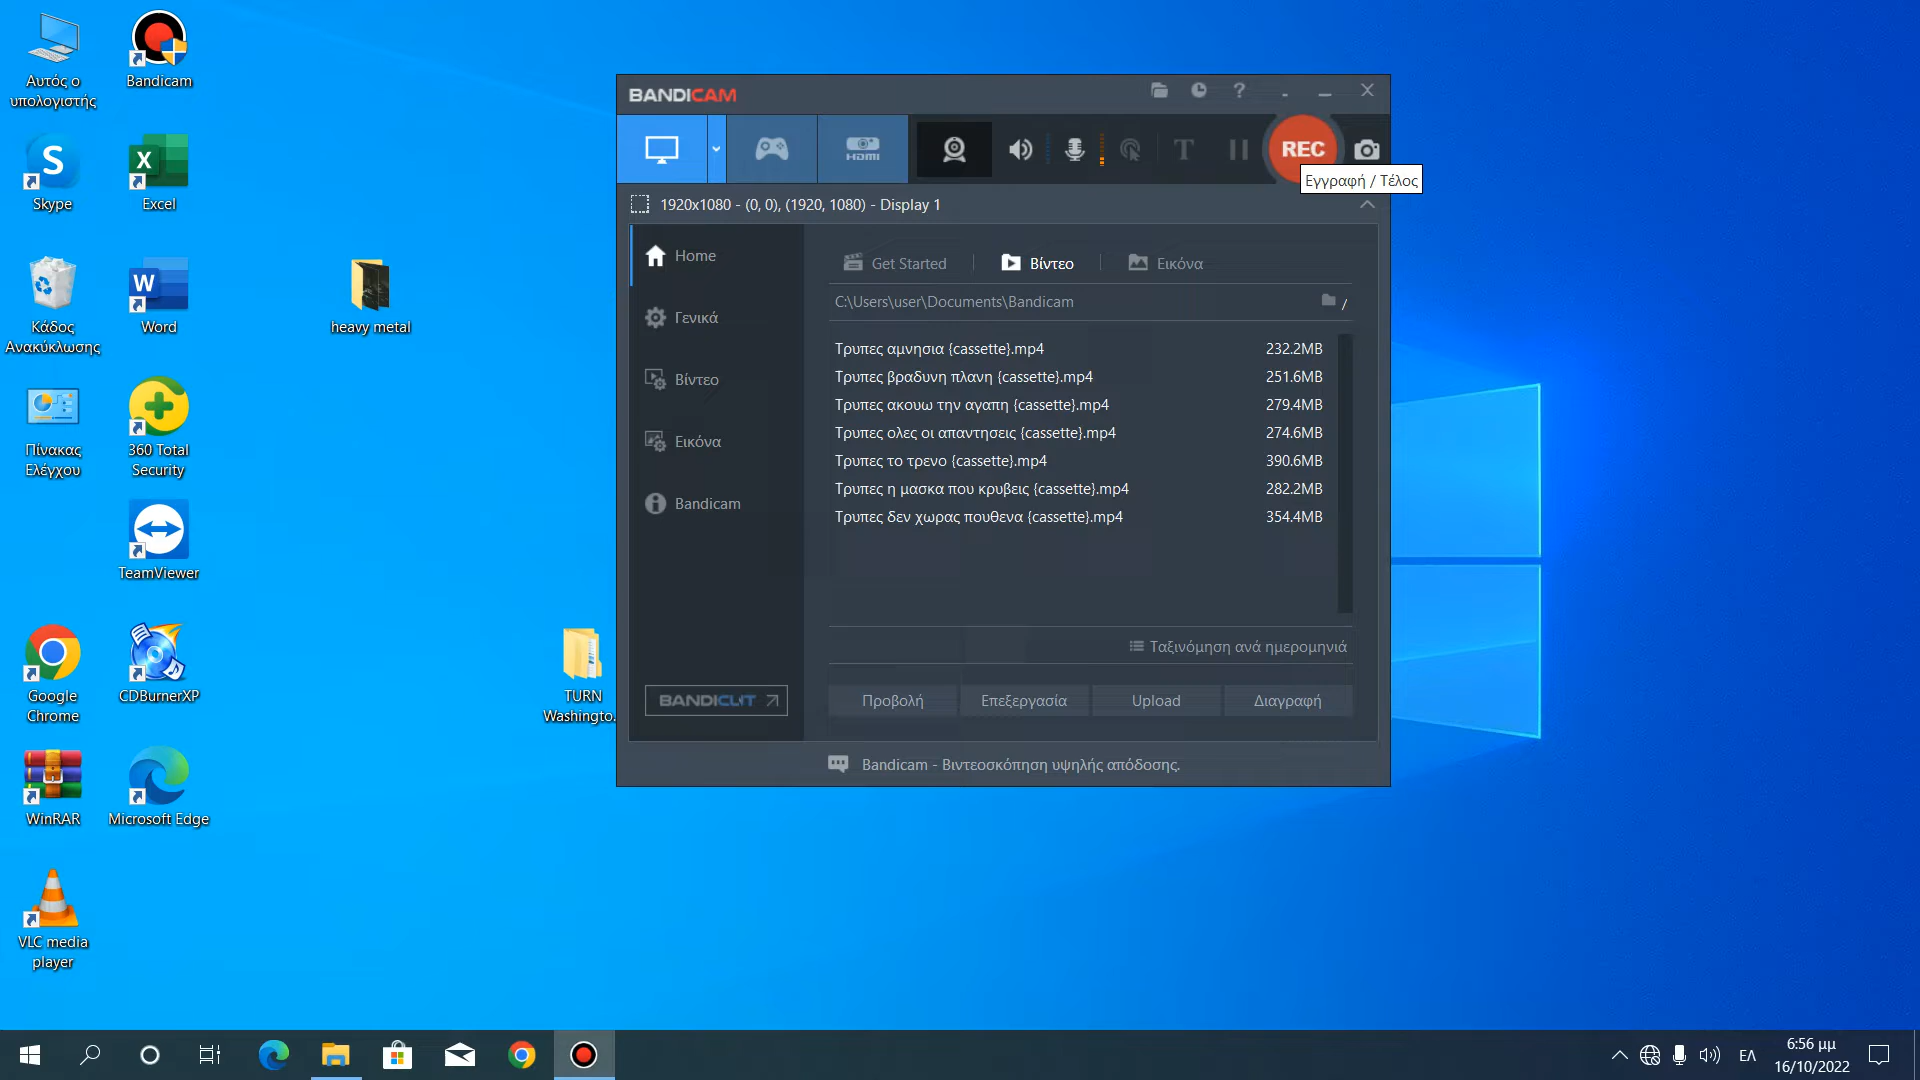 Αυτός ο
υπολογιστής
Bandicam
Skype
Excel
Κάδος
Ανακύκλωσης
Word
heavy metal
Πίνακας
Ελέγχου
360 Total
Security
TeamViewer
Google
Chrome
CDBurnerXP
TURN
Washingto...
WinRAR
Microsoft Edge
VLC media
player
BANDICAM
HDMI
T
REC
Εγγραφή / Τέλος
1920x1080 - (0, 0), (1920, 1080) - Display 1
Home
Γενικά
Βίντεο
Εικόνα
Bandicam
BANDICUT
Get Started
Βίντεο
Εικόνα
C:\Users\user\Documents\Bandicam
/
Τρυπες αμνησια {cassette}.mp4 232.2MB
Τρυπες βραδυνη πλανη {cassette}.mp4 251.6MB
Τρυπες ακουω την αγαπη {cassette}.mp4 279.4MB
Τρυπες ολες οι απαντησεις {cassette}.mp4 274.6MB
Τρυπες το τρενο {cassette}.mp4 390.6MB
Τρυπες η μασκα που κρυβεις {cassette}.mp4 282.2MB
Τρυπες δεν χωρας πουθενα {cassette}.mp4 354.4MB
Ταξινόμηση ανά ημερομηνιά
Προβολή
Επεξεργασία
Upload
Διαγραφή
Bandicam - Βιντεοσκόπηση υψηλής απόδοσης.
ΕΛ
6:56 μμ
16/10/2022